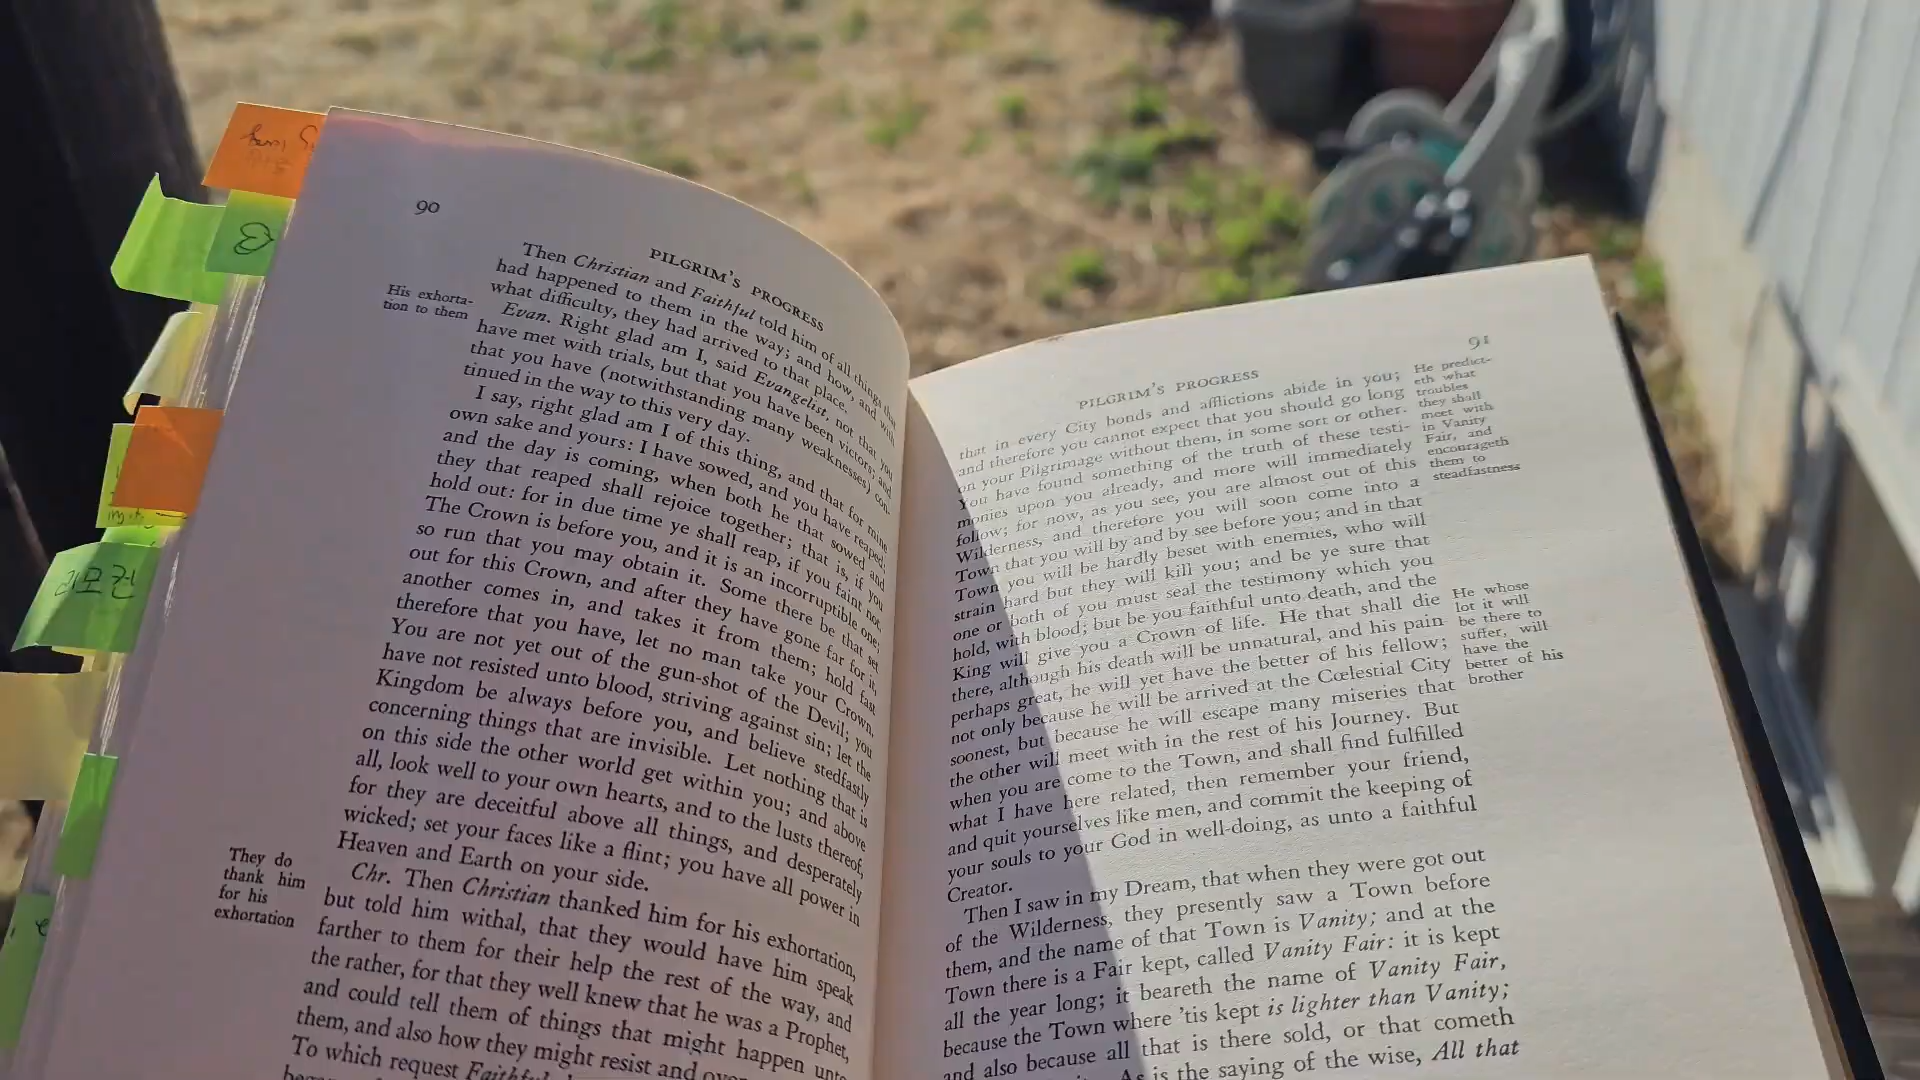 90
PILGRIM'S PROGRESS
Then Christian and Faithful told him of all things that
had happened to them in the way; and how, and with
what difficulty, they had arrived to that place.
His exhorta-
tion to them
Evan. Right glad am I, said Evangelist, not that you
have met with trials, but that you have been victors, and
that you have (notwithstanding many weaknesses) con-
tinued in the way to this very day.
I say, right glad am I of this thing, and that for mine
own sake and yours: I have sowed, and you have reaped,
and the day is coming, when both he that sowed and
they that reaped shall rejoice together; that is, if you
hold out: for in due time ye shall reap, if you faint not.
The Crown is before you, and it is an incorruptible one;
so run that you may obtain it. Some there be that set
out for this Crown, and after they have gone far for it,
another comes in, and takes it from them; hold fast
therefore that you have, let no man take your Crown.
You are not yet out of the gun-shot of the Devil; you
have not resisted unto blood, striving against sin; let the
Kingdom be always before you, and believe stedfastly
concerning things that are invisible. Let nothing that is
on this side the other world get within you; and above
all, look well to your own hearts, and to the lusts thereof,
for they are deceitful above all things, and desperately
wicked; set your faces like a flint; you have all power in
Heaven and Earth on your side.
They do
thank him
for his
exhortation
Chr. Then Christian thanked him for his exhortation,
but told him withal, that they would have him speak
farther to them for their help the rest of the way, and
the rather, for that they well knew that he was a Prophet,
and could tell them of things that might happen unto
them, and also how they might resist and
To which request Faithful
91
PILGRIM'S PROGRESS
that in every City bonds and afflictions abide in you;
and therefore you cannot expect that you should go long
on your Pilgrimage without them, in some sort or other.
You have found something of the truth of these testi-
monies upon you already, and more will immediately
follow; for now, as you see, you are almost out of this
Wilderness, and therefore you will soon come into a
Town that you will by and by see before you; and in that
Town you will be hardly beset with enemies, who will
strain hard but they will kill you; and be ye sure that
one or both of you must seal the testimony which you
hold, with blood; but be you faithful unto death, and the
King will give you a Crown of life. He that shall die
there, although his death will be unnatural, and his pain
perhaps great, he will yet have the better of his fellow;
not only because he will be arrived at the Cœlestial City
soonest, but because he will escape many miseries that
the other will meet with in the rest of his Journey. But
when you are come to the Town, and shall find fulfilled
what I have here related, then remember your friend,
and quit yourselves like men, and commit the keeping of
your souls to your God in well-doing, as unto a faithful
Creator.
He predict-
eth what
troubles
they shall
meet with
in Vanity
Fair, and
encourageth
them to
steadfastness
He whose
lot it will
be there to
suffer, will
have the
better of his
brother
Then I saw in my Dream, that when they were got out
of the Wilderness, they presently saw a Town before
them, and the name of that Town is Vanity; and at the
Town there is a Fair kept, called Vanity Fair: it is kept
all the year long; it beareth the name of Vanity Fair,
because the Town where 'tis kept is lighter than Vanity;
and also because all that is there sold, or that cometh
As is the saying of the wise, All that